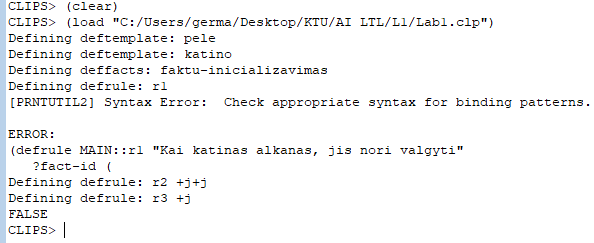 CLIPS> (clear)
CLIPS> (load "C:/Users/germa/Desktop/KTU/AI LTL/L1/Lab1.clp")
Defining deftemplate: pele
Defining deftemplate: katino
Defining deffacts: faktu-inicializavimas
Defining defrule: r1
[PRNTUTIL2] Syntax Error:  Check appropriate syntax for binding patterns.
ERROR:
(defrule MAIN::r1 "Kai katinas alkanas, jis nori valgyti"
   ?fact-id (
Defining defrule: r2 +j+j
Defining defrule: r3 +j
FALSE
CLIPS>